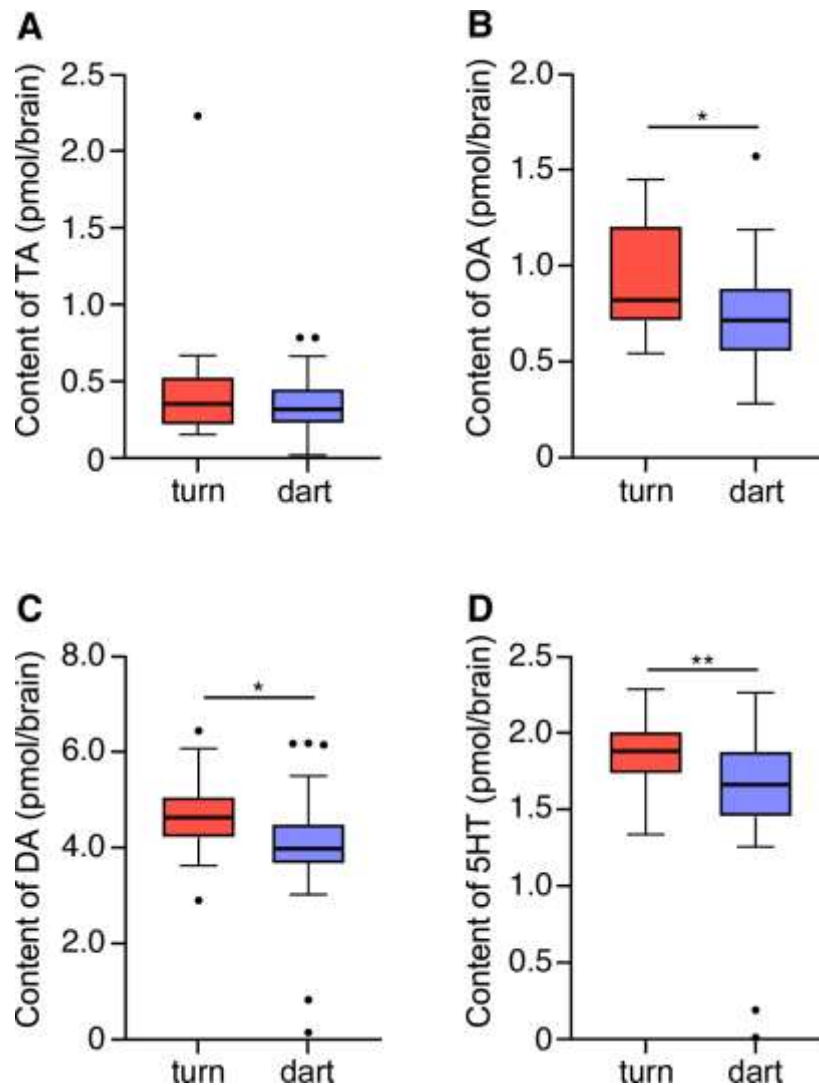 A
Content of TA (pmol/brain)
2.5
2.0
1.5
1.0
0.5
0
turn
dart
B
Content of OA (pmol/brain)
2.0
1.5
1.0
0.5
0
*
turn
dart
C
Content of DA (pmol/brain)
8.0
6.0
4.0
2.0
0
*
turn
dart
D
Content of 5HT (pmol/brain)
2.5
2.0
1.5
1.0
0.5
0
**
turn
dart